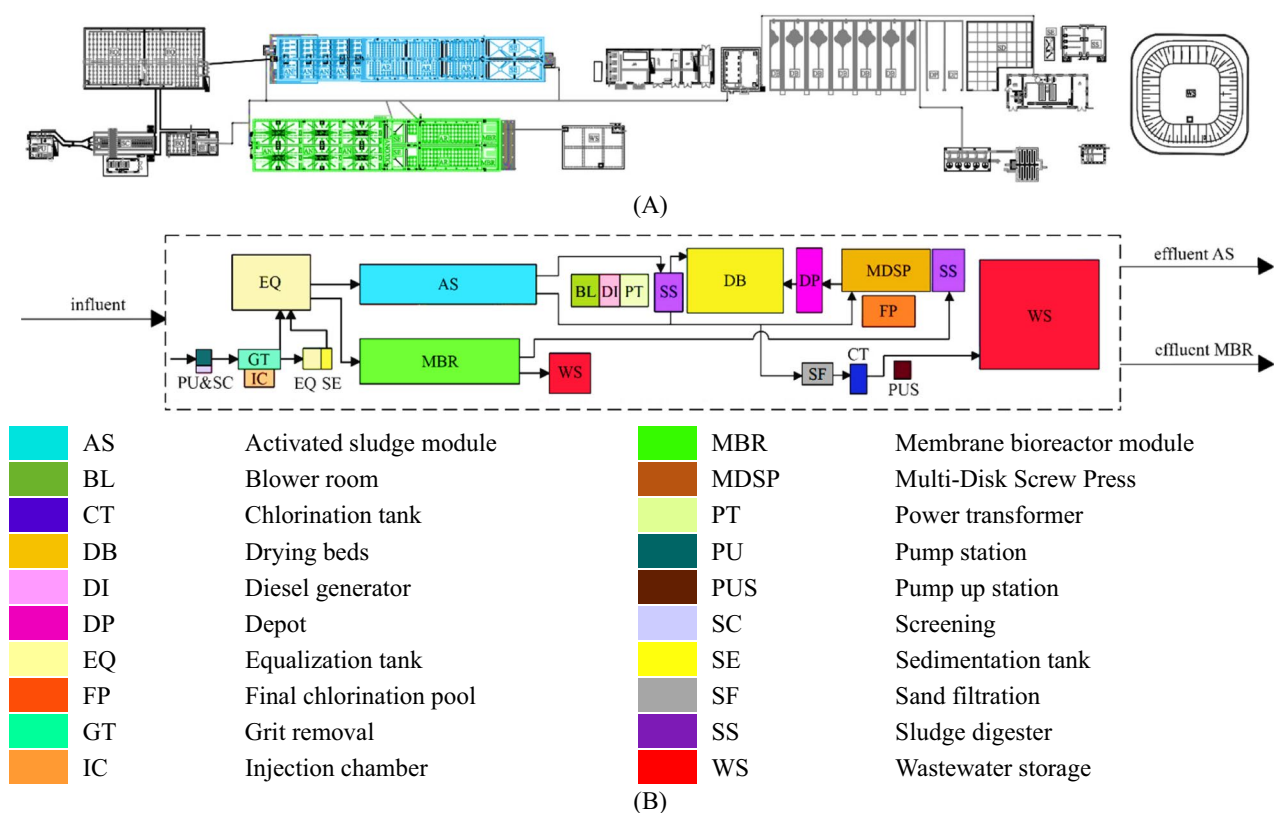 (A)
effluent AS
EQ
AS
BL DI PT
SS
DB
DP
MDSP
SS
WS
influent
FP
GT
MBR
WS
SF
CT
effluent MBR
PU&SC
IC
EQ SE
PUS
AS Activated sludge module MBR Membrane bioreactor module
BL Blower room MDSP Multi-Disk Screw Press
CT Chlorination tank PT Power transformer
DB Drying beds PU Pump station
DI Diesel generator PUS Pump up station
DP Depot SC Screening
EQ Equalization tank SE Sedimentation tank
FP Final chlorination pool SF Sand filtration
GT Grit removal SS Sludge digester
IC Injection chamber WS Wastewater storage
(B)